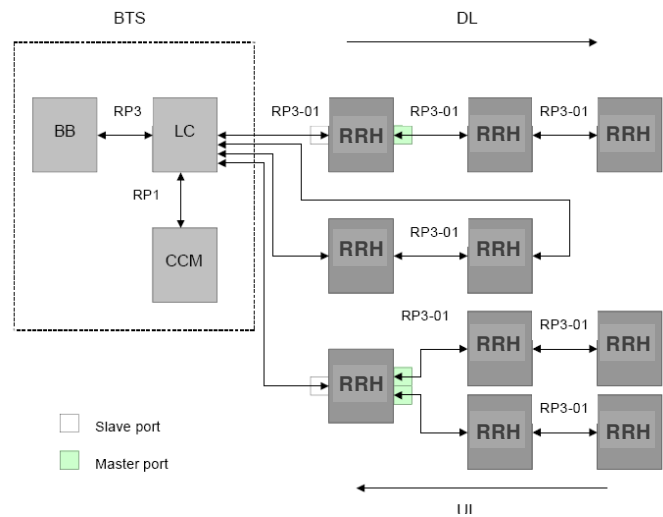 BTS
DL
RP3
RP3-01
RP3-01
RP3-01
BB
LC
RRH
RRH
RRH
RP1
CCM
RP3-01
RRH
RRH
RP3-01
RP3-01
RRH
RRH
RRH
RP3-01
RRH
RRH
Slave port
Master port
UL